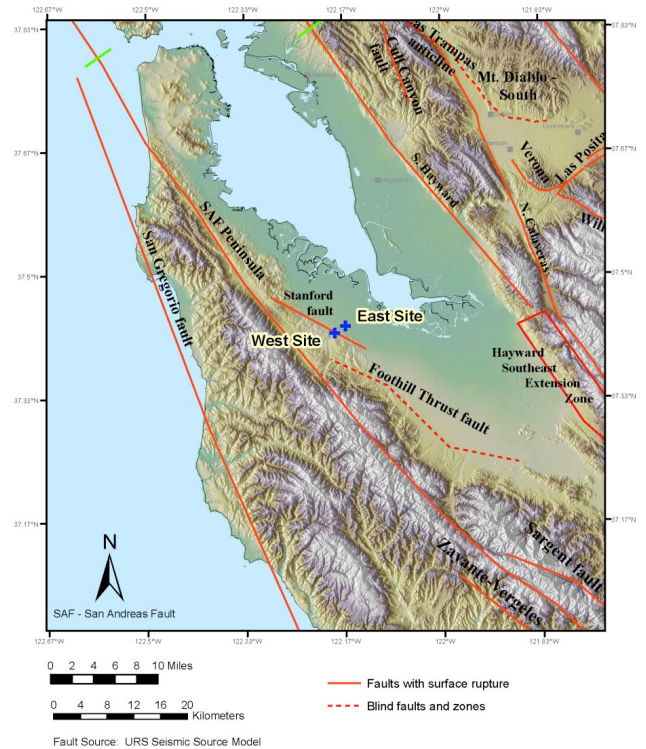 122.67°W 122.5°W 122.33°W 122.17°W 122°W 121.83°W
37.83°N 37.83°N
Las Trampas
anticline
Cull Canyon
fault
Mt. Diablo -
South
Livermore
37.67°N 37.67°N
Verona
Las Posita
Hayward
S. Hayward
N. Calaveras
Will
SAF Peninsula
San Gregorio fault
37.5°N 37.5°N
Stanford
fault
East Site
West Site
Hayward
Southeast
Extension
Zone
Foothill Thrust fault
37.33°N 37.33°N
37.17°N 37.17°N
Sargent fault
Zayante-Vergeles
N
SAF - San Andreas Fault
122.67°W 122.5°W 122.33°W 122.17°W 122°W 121.83°W
0 2 4 6 8 10 Miles
0 4 8 12 16 20 Kilometers
Faults with surface rupture
Blind faults and zones
Fault Source: URS Seismic Source Model